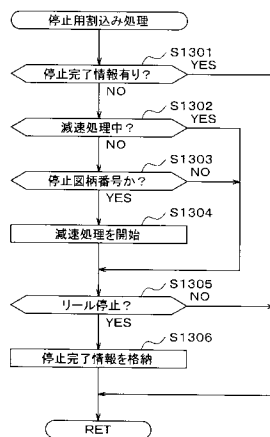 停止用割込み処理
S1301
停止完了情報有り?
YES
NO
S1302
減速処理中?
YES
NO
S1303
停止図柄番号か?
NO
YES
S1304
減速処理を開始
S1305
リール停止?
NO
YES
S1306
停止完了情報を格納
RET